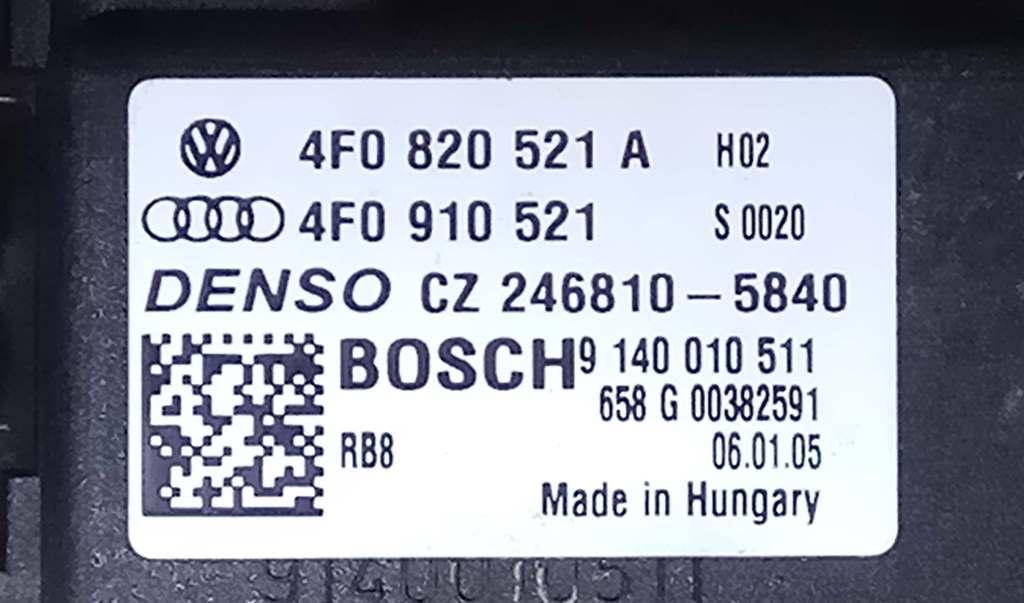 4F0 820 521 A H02
4F0 910 521 S 0020
DENSO CZ 246810-5840
BOSCH 9 140 010 511
658 G 00382591
RB8 06.01.05
Made in Hungary
9140010511